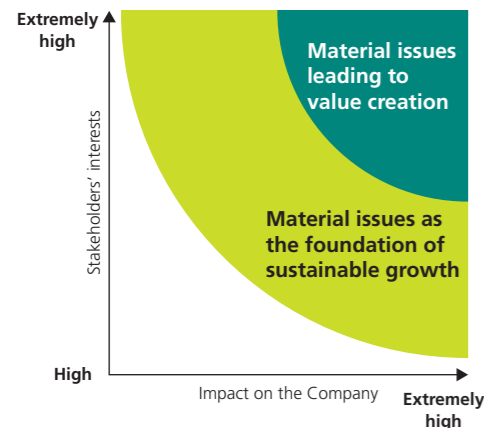 Extremely
high
Material issues
leading to
value creation
Stakeholders' interests
Material issues as
the foundation of
sustainable growth
High
Impact on the Company
Extremely
high